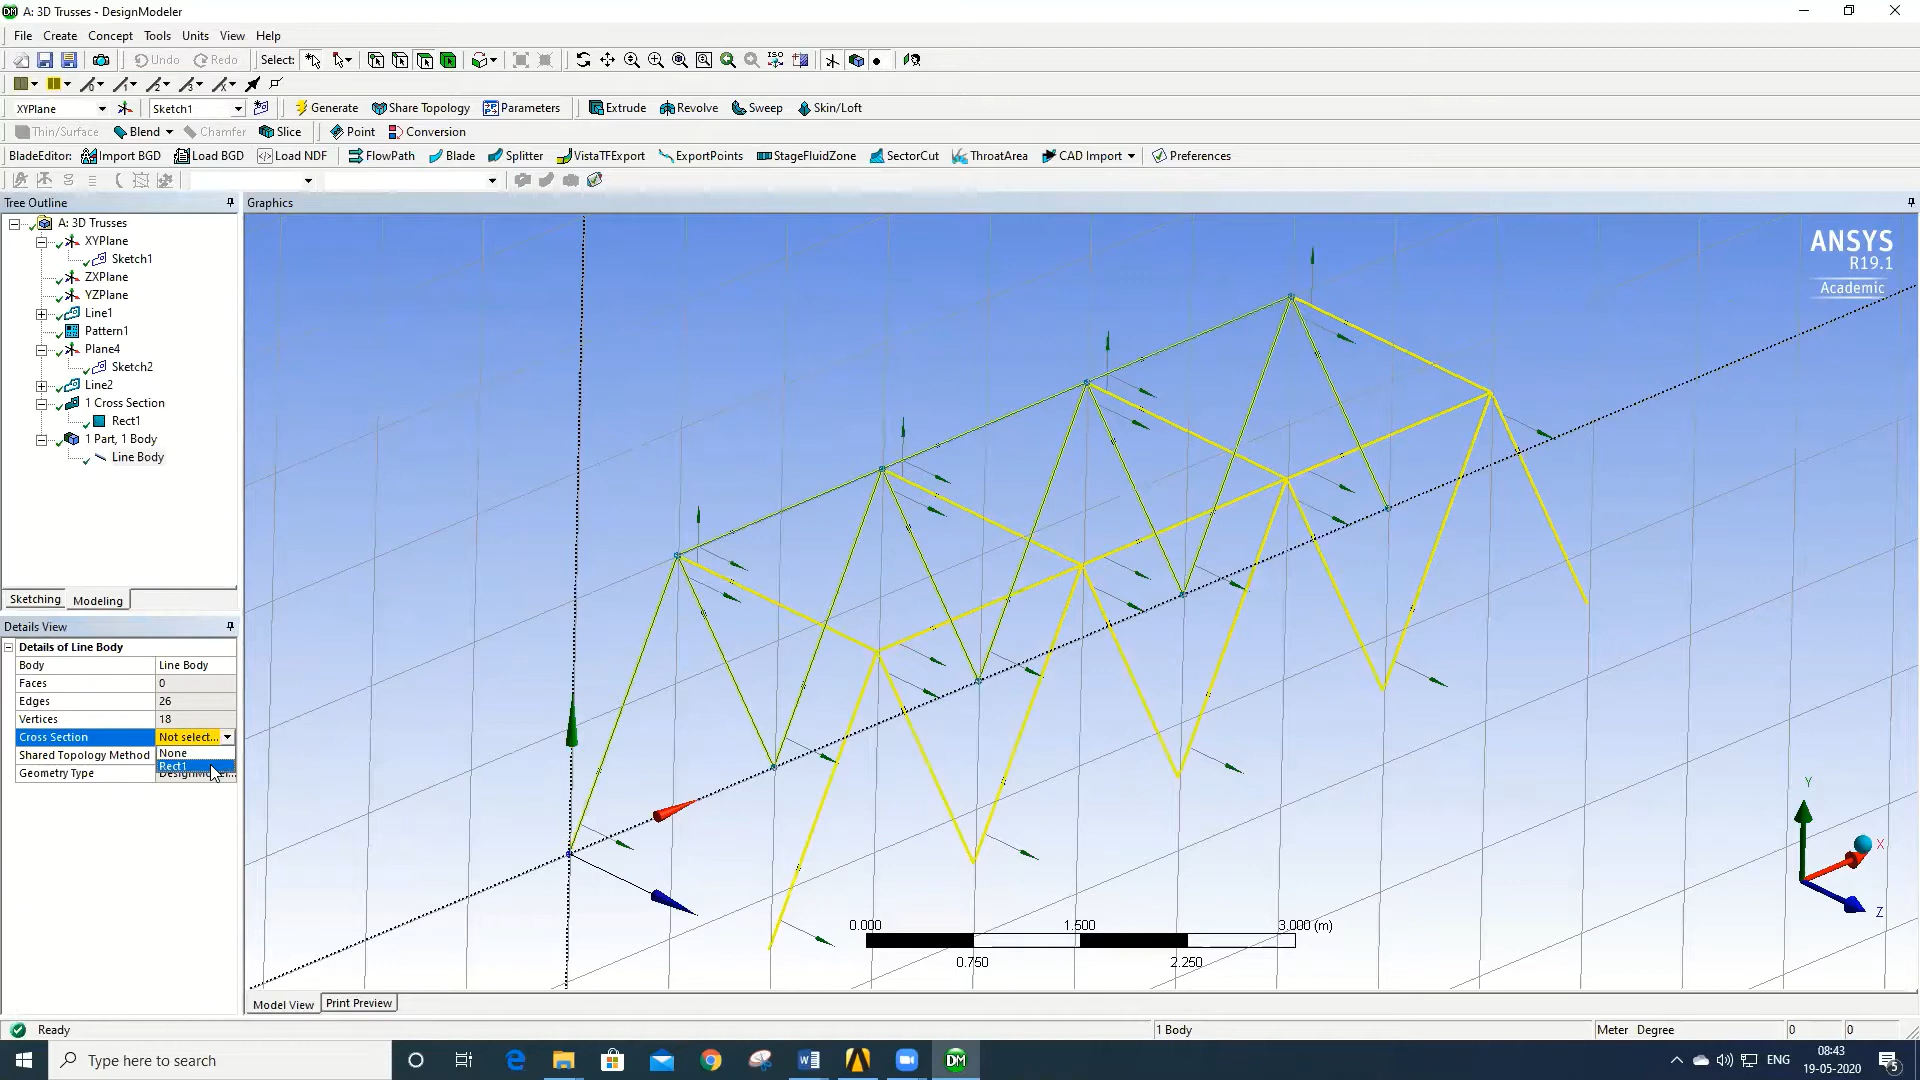 A: 3D Trusses - DesignModeler
File Create Concept Tools Units View Help
Undo Redo Select: ISO
XYPlane Sketch1 Generate Share Topology Parameters Extrude Revolve Sweep Skin/Loft
Thin/Surface Blend Chamfer Slice Point Conversion
BladeEditor: Import BGD Load BGD Load NDF FlowPath Blade Splitter VistaTFExport ExportPoints StageFluidZone SectorCut ThroatArea CAD Import Preferences
Tree Outline
Graphics
A: 3D Trusses
XYPlane
Sketch1
ZXPlane
YZPlane
Line1
Pattern1
Plane4
Sketch2
Line2
1 Cross Section
Rect1
1 Part, 1 Body
Line Body
Sketching Modeling
Details View
Details of Line Body
Body Line Body
Faces 0
Edges 26
Vertices 18
Cross Section Not select...
None
Shared Topology Method
Rect1
Geometry Type DesignModel...
ANSYS
R19.1
Academic
0.000 1.500 3.000 (m)
0.750 2.250
Y
X
Z
Model View Print Preview
Ready 1 Body Meter Degree 0 0
Type here to search
ENG
08:43
19-05-2020
5